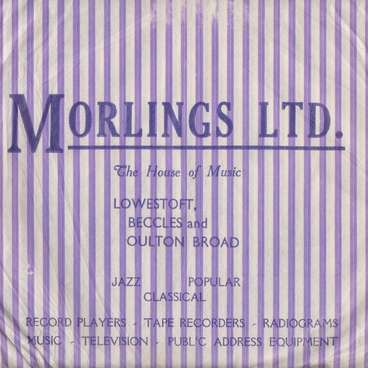 MORLINGS LTD.
The House of Music
LOWESTOFT,
BECCLES and
OULTON BROAD
JAZZ POPULAR
CLASSICAL
RECORD PLAYERS - TAPE RECORDERS - RADIOGRAMS
MUSIC - TELEVISION - PUBLIC ADDRESS EQUIPMENT